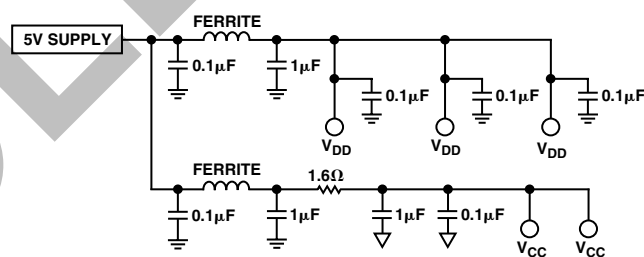 FERRITE
5V SUPPLY
0.1μF
1μF
0.1μF
0.1μF
0.1μF
VDD
VDD
VDD
FERRITE
1.6Ω
0.1μF
1μF
1μF
0.1μF
VCC
VCC